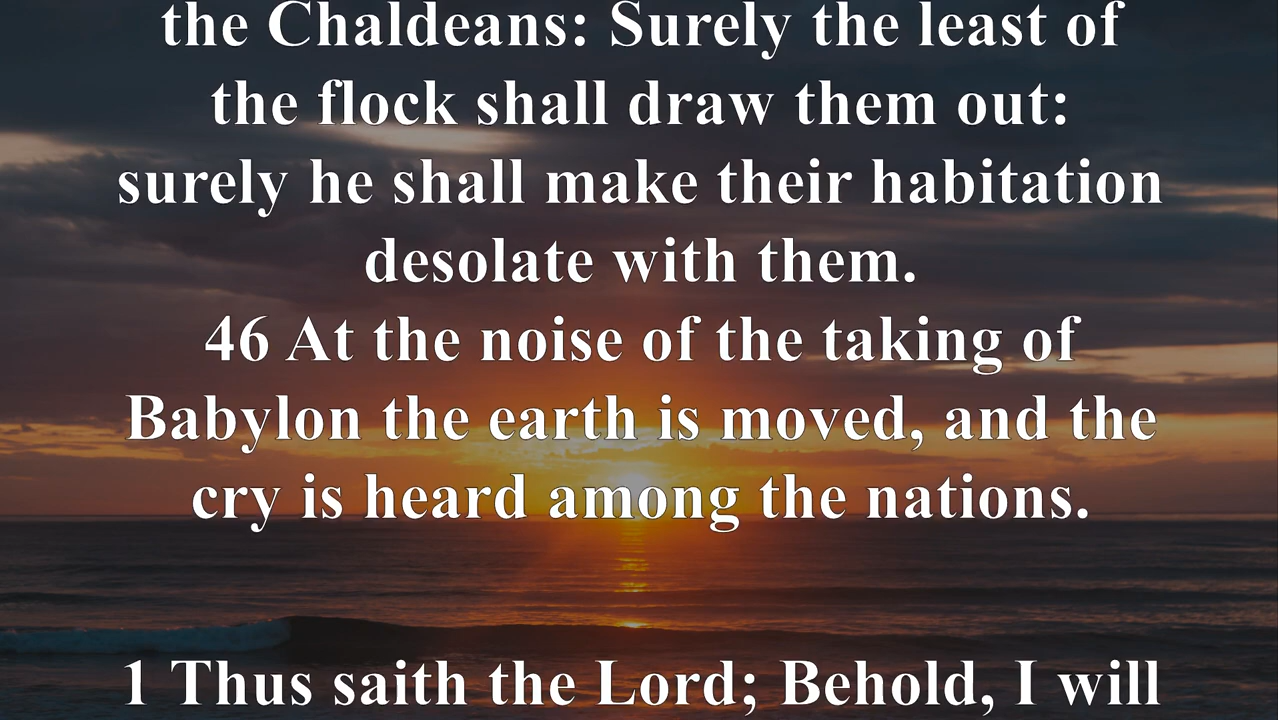 the Chaldeans: Surely the least of
the flock shall draw them out:
surely he shall make their habitation
desolate with them.
46 At the noise of the taking of
Babylon the earth is moved, and the
cry is heard among the nations.
1 Thus saith the Lord; Behold, I will